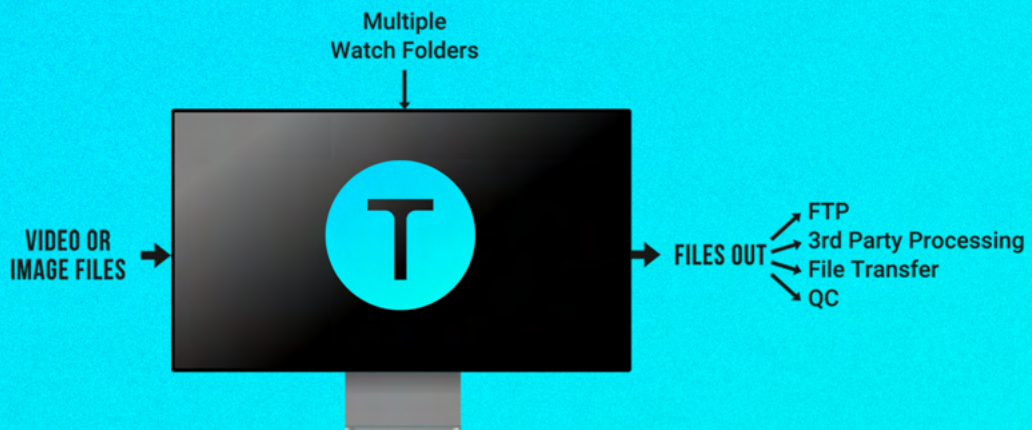 Multiple
Watch Folders
T
VIDEO OR
IMAGE FILES
FILES OUT
FTP
3rd Party Processing
File Transfer
QC